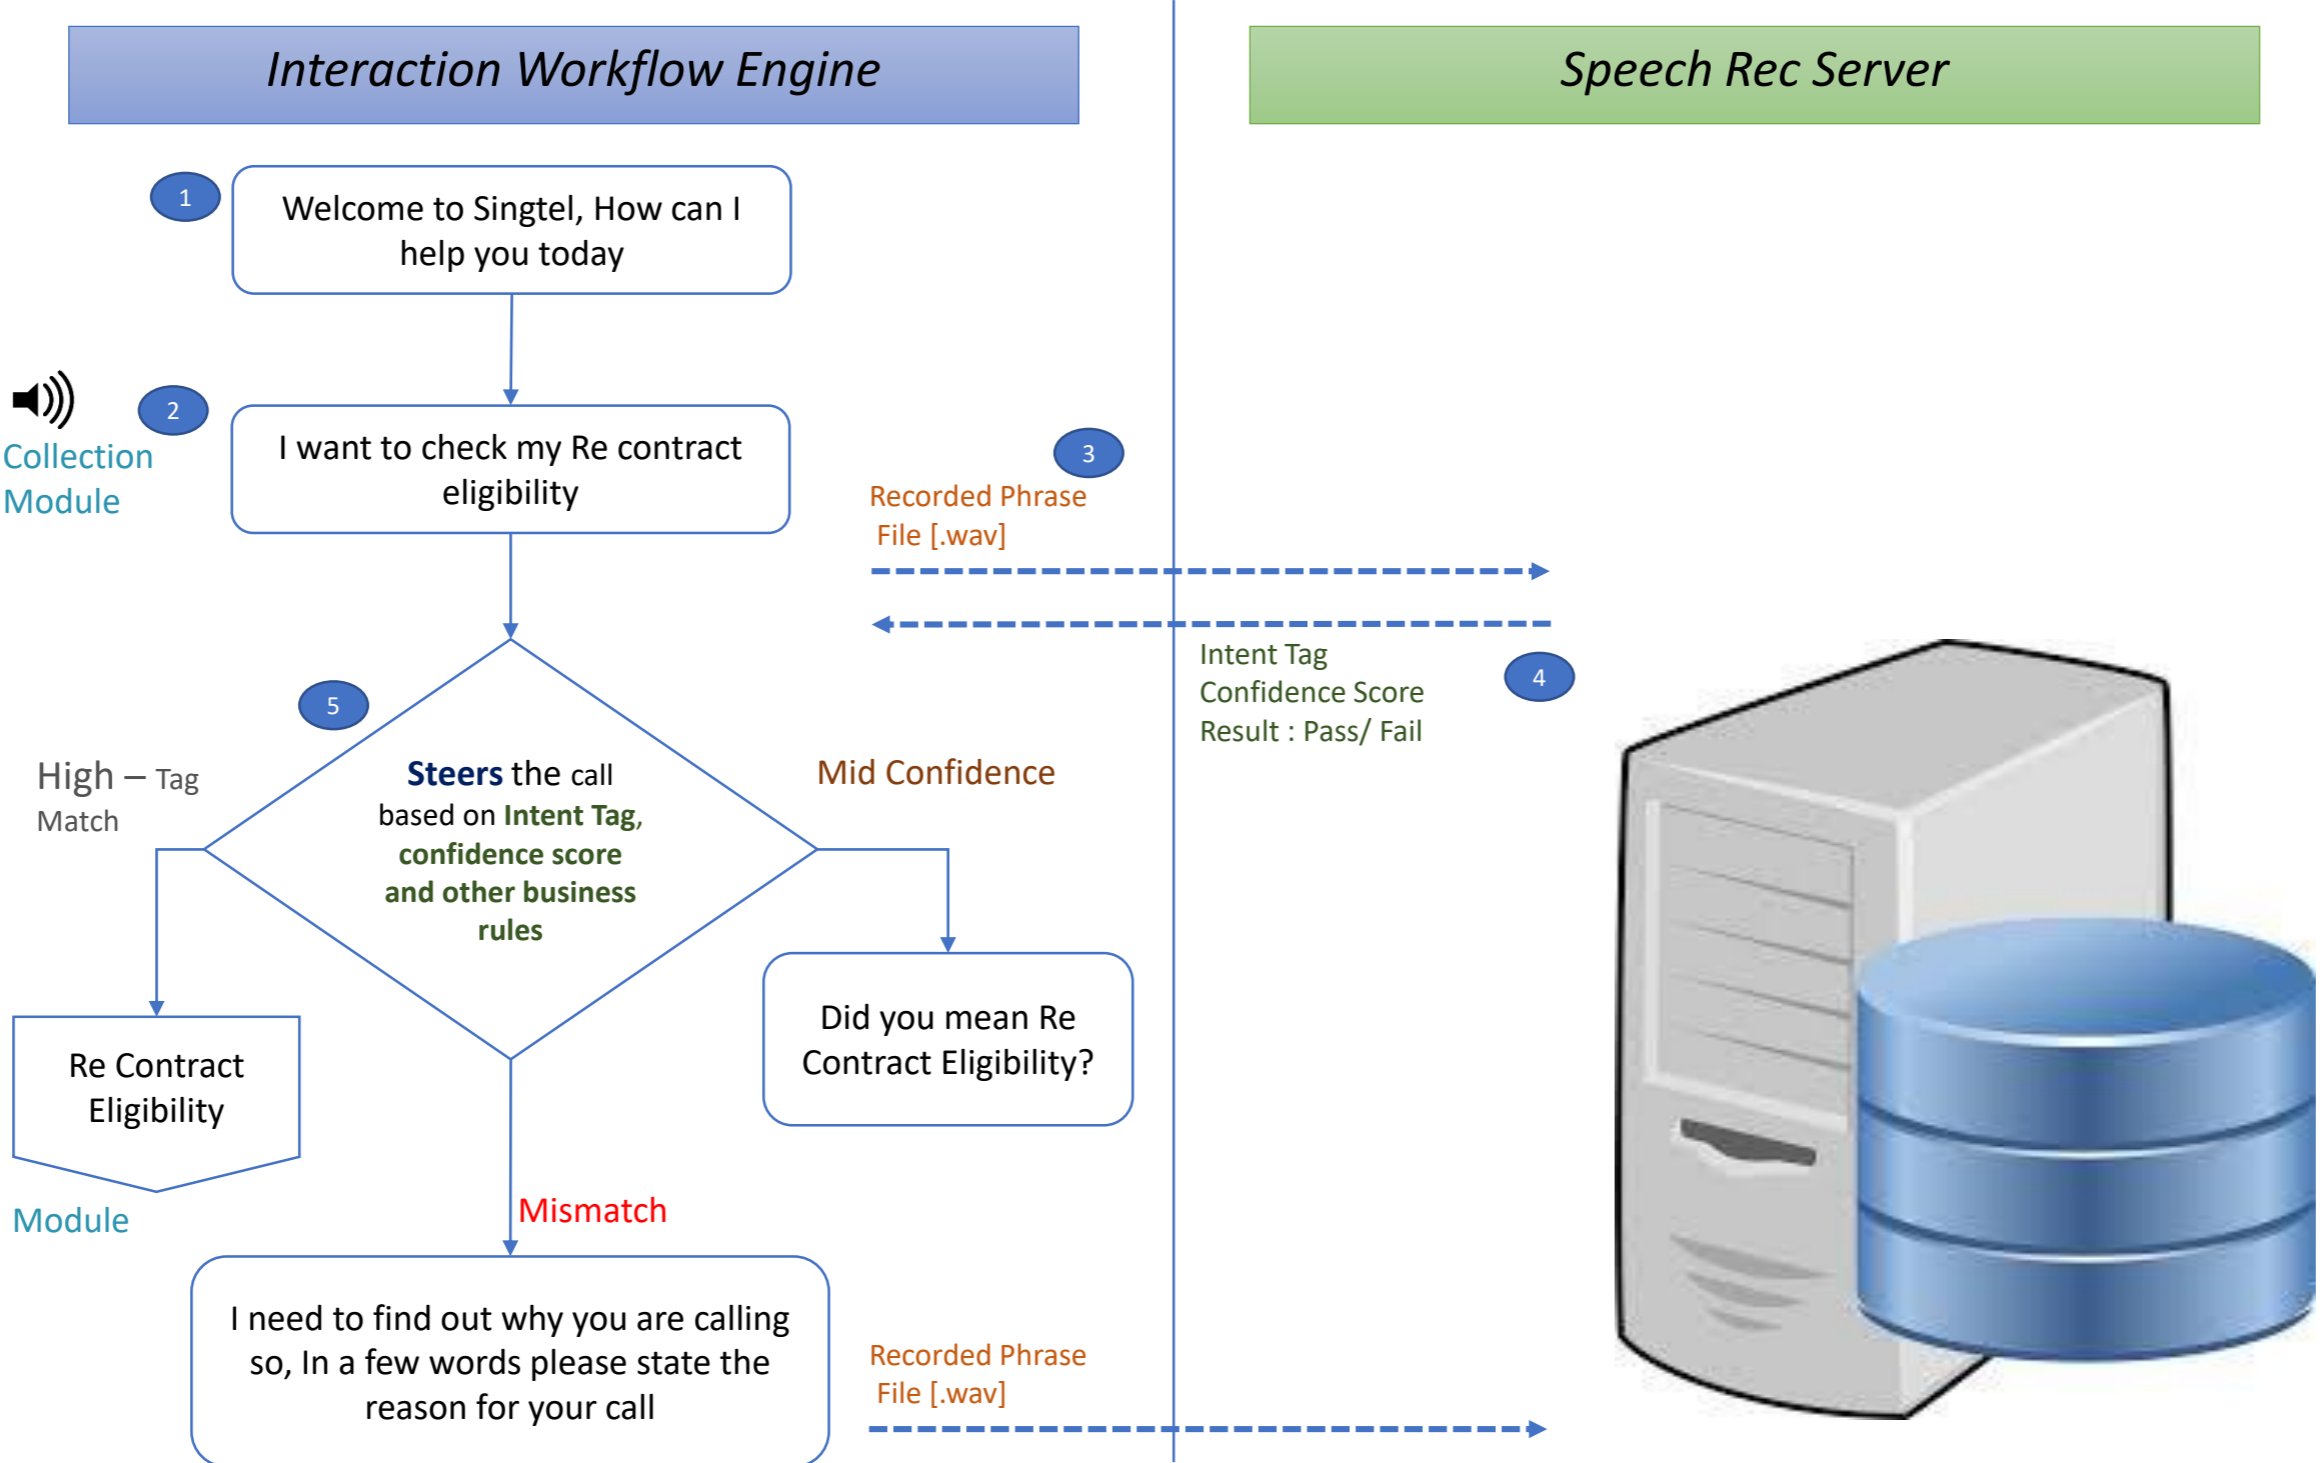 Interaction Workflow Engine
Speech Rec Server
1
Welcome to Singtel, How can I
help you today
2
Collection
Module
I want to check my Re contract
eligibility
3
Recorded Phrase
File [.wav]
Intent Tag
Confidence Score
Result : Pass/ Fail
4
5
High – Tag
Match
Steers the call
based on Intent Tag,
confidence score
and other business
rules
Mid Confidence
Re Contract
Eligibility
Module
Did you mean Re
Contract Eligibility?
Mismatch
I need to find out why you are calling
so, In a few words please state the
reason for your call
Recorded Phrase
File [.wav]